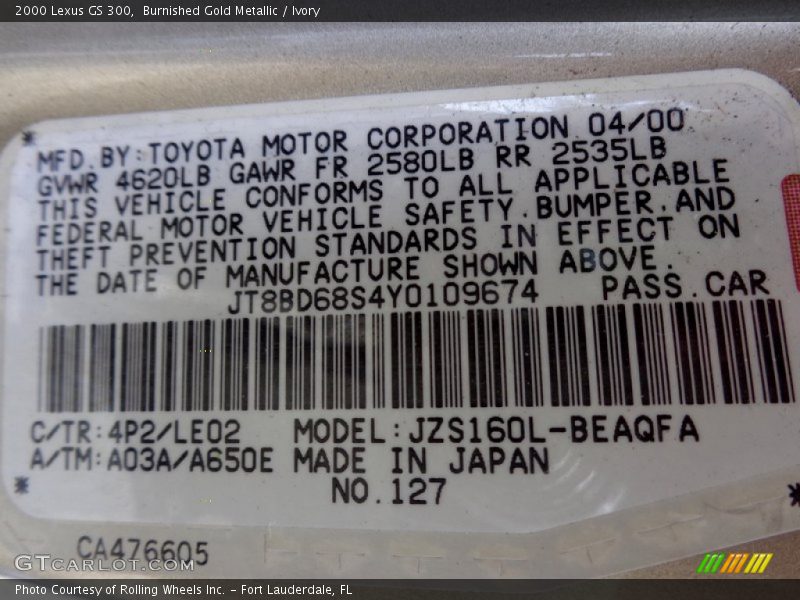 2000 Lexus GS 300,  Burnished Gold Metallic / Ivory
MFD.BY:TOYOTA MOTOR CORPORATION 04/00
GVWR 4620LB GAWR FR 2580LB RR 2535LB
THIS VEHICLE CONFORMS TO ALL APPLICABLE
FEDERAL MOTOR VEHICLE SAFETY.BUMPER.AND
THEFT PREVENTION STANDARDS IN EFFECT ON
THE DATE OF MANUFACTURE SHOWN ABOVE.
JT8BD68S4Y0109674 PASS.CAR
C/TR:4P2/LE02 MODEL:JZS160L-BEAQFA
A/TM:A03A/A650E MADE IN JAPAN
NO.127
CA476605
GTCarLot.com
Photo Courtesy of Rolling Wheels Inc. – Fort Lauderdale, FL